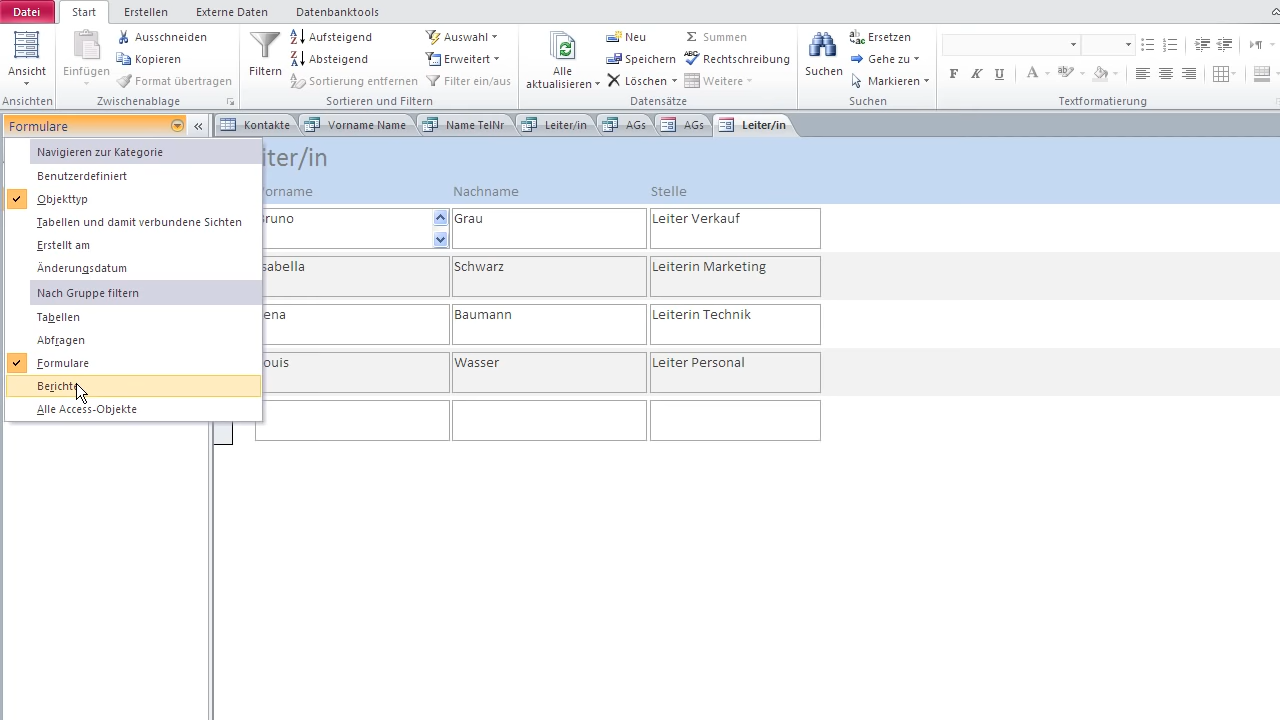 Datei Start Erstellen Externe Daten Datenbanktools
Ansicht
Ansichten
Einfügen
Ausschneiden
Kopieren
Format übertragen
Zwischenablage
Filtern
Aufsteigend
Absteigend
Sortierung entfernen
Auswahl
Erweitert
Filter ein/aus
Sortieren und Filtern
Alle
aktualisieren
Neu
Speichern
Löschen
Summen
Rechtschreibung
Weitere
Datensätze
Suchen
Ersetzen
Gehe zu
Markieren
Suchen
F K U A
Textformatierung
Formulare
Kontakte Vorname Name Name TelNr Leiter/in AGs AGs Leiter/in
Navigieren zur Kategorie
Benutzerdefiniert
Objekttyp
Tabellen und damit verbundene Sichten
Erstellt am
Änderungsdatum
Nach Gruppe filtern
Tabellen
Abfragen
Formulare
Berichte
Alle Access-Objekte
iter/in
orname Nachname Stelle
runo Grau Leiter Verkauf
sabella Schwarz Leiterin Marketing
ena Baumann Leiterin Technik
ouis Wasser Leiter Personal